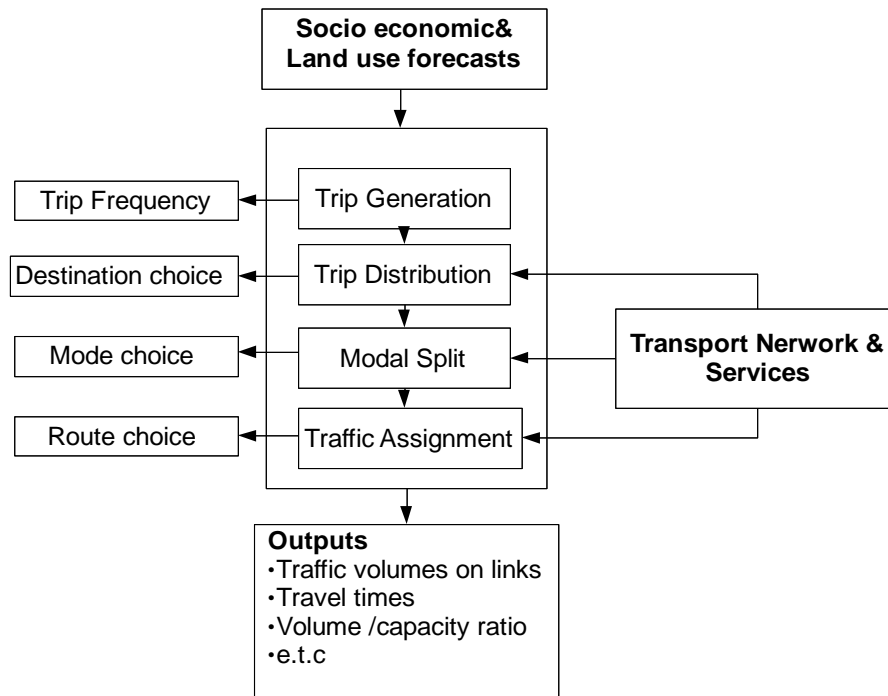 Socio economic&
Land use forecasts
Trip Frequency
Trip Generation
Destination choice
Trip Distribution
Mode choice
Modal Split
Transport Nerwork &
Services
Route choice
Traffic Assignment
Outputs
·Traffic volumes on links
·Travel times
·Volume /capacity ratio
·e.t.c